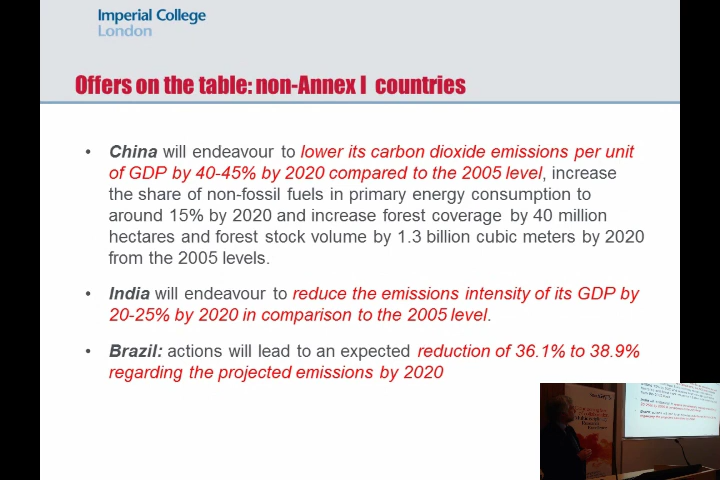 Imperial College
London
Offers on the table: non-Annex I countries
• China will endeavour to lower its carbon dioxide emissions per unit
of GDP by 40-45% by 2020 compared to the 2005 level, increase
the share of non-fossil fuels in primary energy consumption to
around 15% by 2020 and increase forest coverage by 40 million
hectares and forest stock volume by 1.3 billion cubic meters by 2020
from the 2005 levels.
• India will endeavour to reduce the emissions intensity of its GDP by
20-25% by 2020 in comparison to the 2005 level.
• Brazil: actions will lead to an expected reduction of 36.1% to 38.9%
regarding the projected emissions by 2020